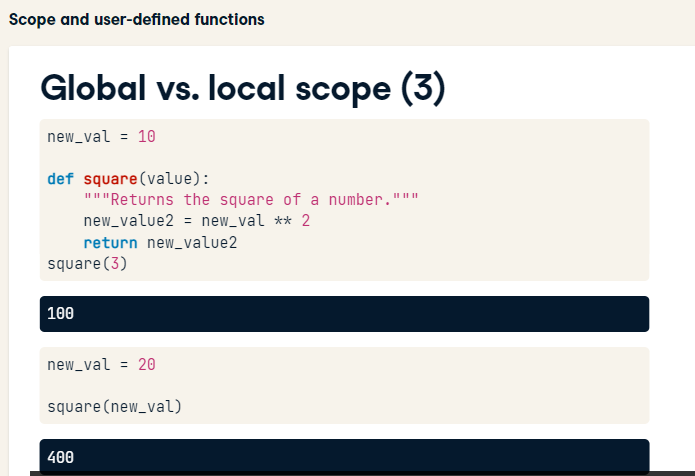 Scope and user-defined functions
Global vs. local scope (3)
new_val = 10
def square(value):
    """Returns the square of a number."""
    new_value2 = new_val ** 2
    return new_value2
square(3)
100
new_val = 20
square(new_val)
400